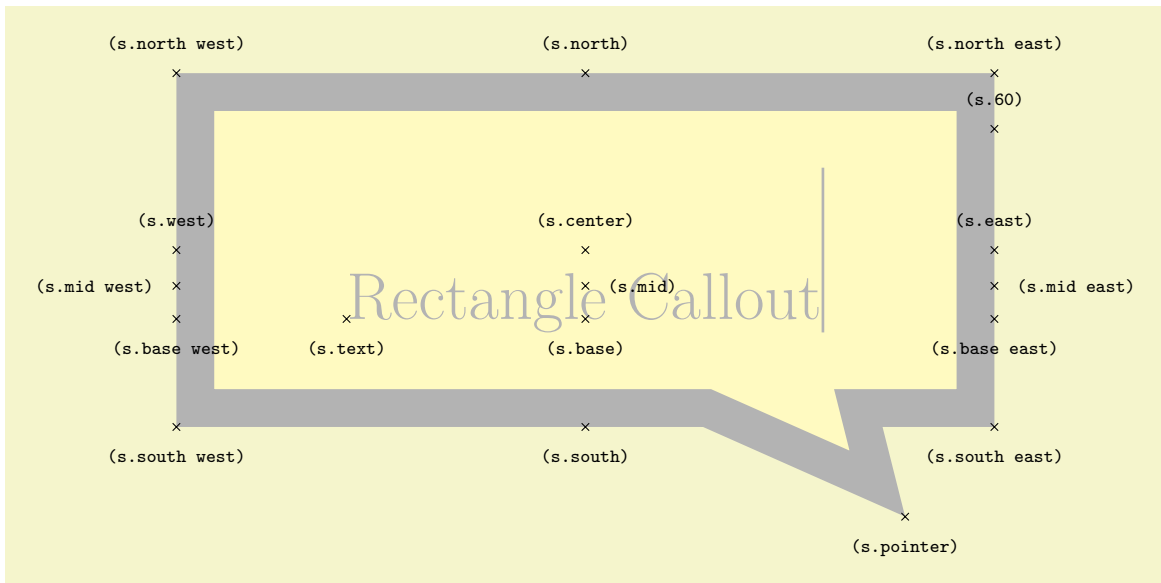 (s.north west) (s.north) (s.north east)
(s.60)
(s.west) (s.center) (s.east)
(s.mid west) Rectangle Callout (s.mid) (s.mid east)
(s.base west) (s.text) (s.base) (s.base east)
(s.south west) (s.south) (s.south east)
(s.pointer)